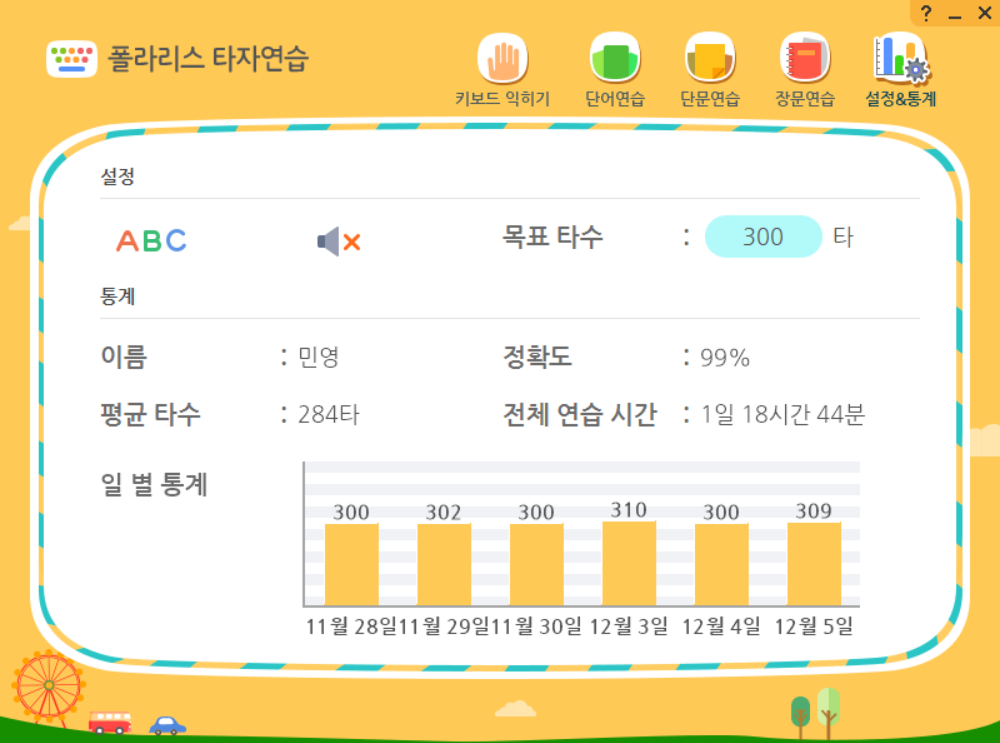 ?
폴라리스 타자연습
키보드 익히기 단어연습 단문연습 장문연습 설정&통계
설정
ABC 목표 타수 : 300 타
통계
이름 : 민영 정확도 : 99%
평균 타수 : 284타 전체 연습 시간 : 1일 18시간 44분
일 별 통계
300 302 300 310 300 309
11월 28일 11월 29일 11월 30일 12월 3일 12월 4일 12월 5일